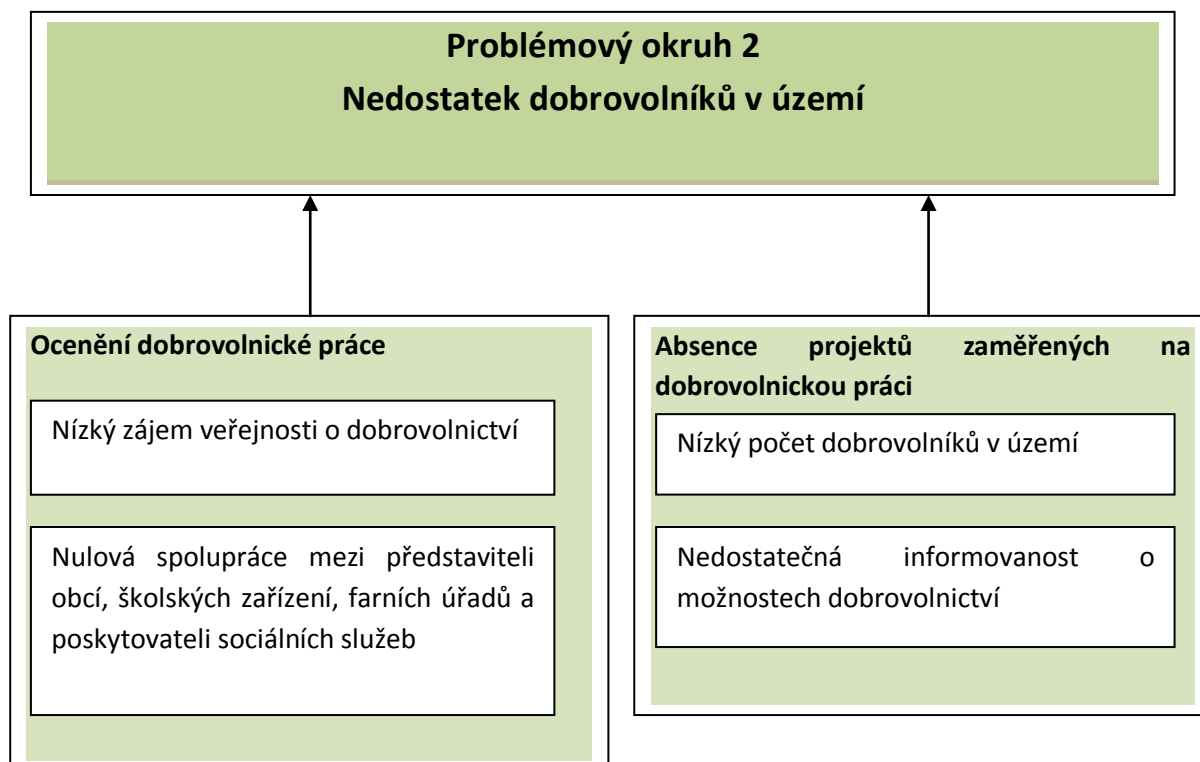 Problémový okruh 2
Nedostatek dobrovolníků v území
Ocenění dobrovolnické práce
Nízký zájem veřejnosti o dobrovolnictví
Nulová spolupráce mezi představiteli
obcí, školských zařízení, farních úřadů a
poskytovateli sociálních služeb
Absence projektů zaměřených na
dobrovolnickou práci
Nízký počet dobrovolníků v území
Nedostatečná informovanost o
možnostech dobrovolnictví